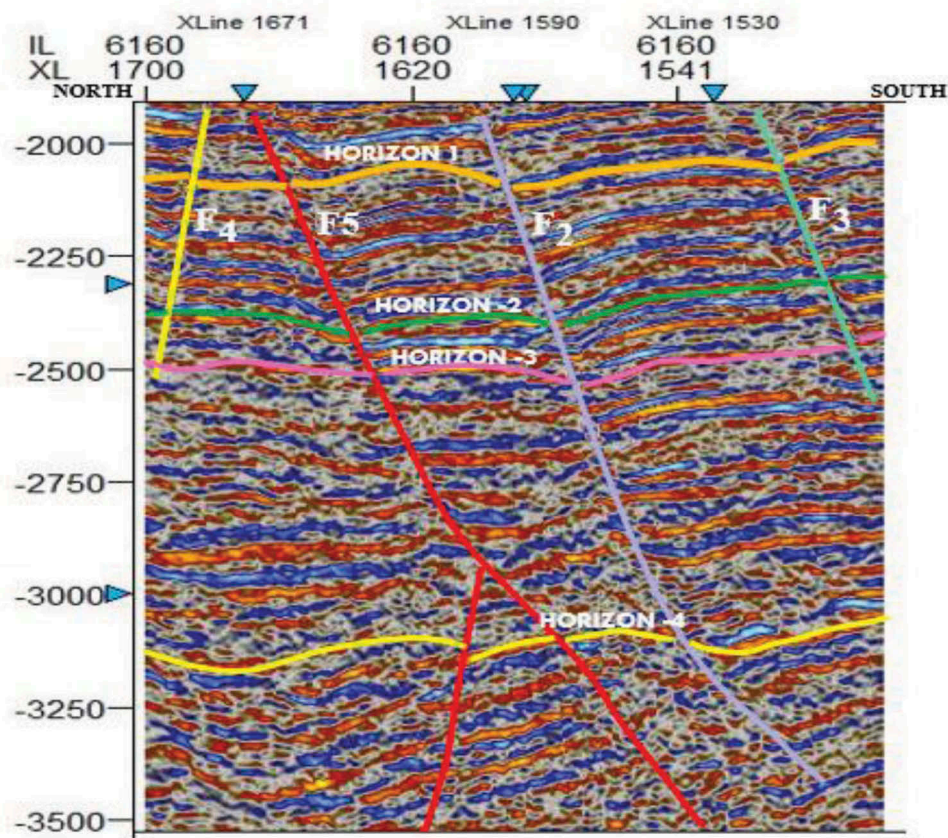 XLine 1671 XLine 1590 XLine 1530
IL 6160 6160 6160
XL 1700 1620 1541
NORTH SOUTH
-2000
HORIZON 1
F4 F5 F2 F3
-2250
HORIZON -2
HORIZON -3
-2500
-2750
-3000
HORIZON -4
-3250
-3500